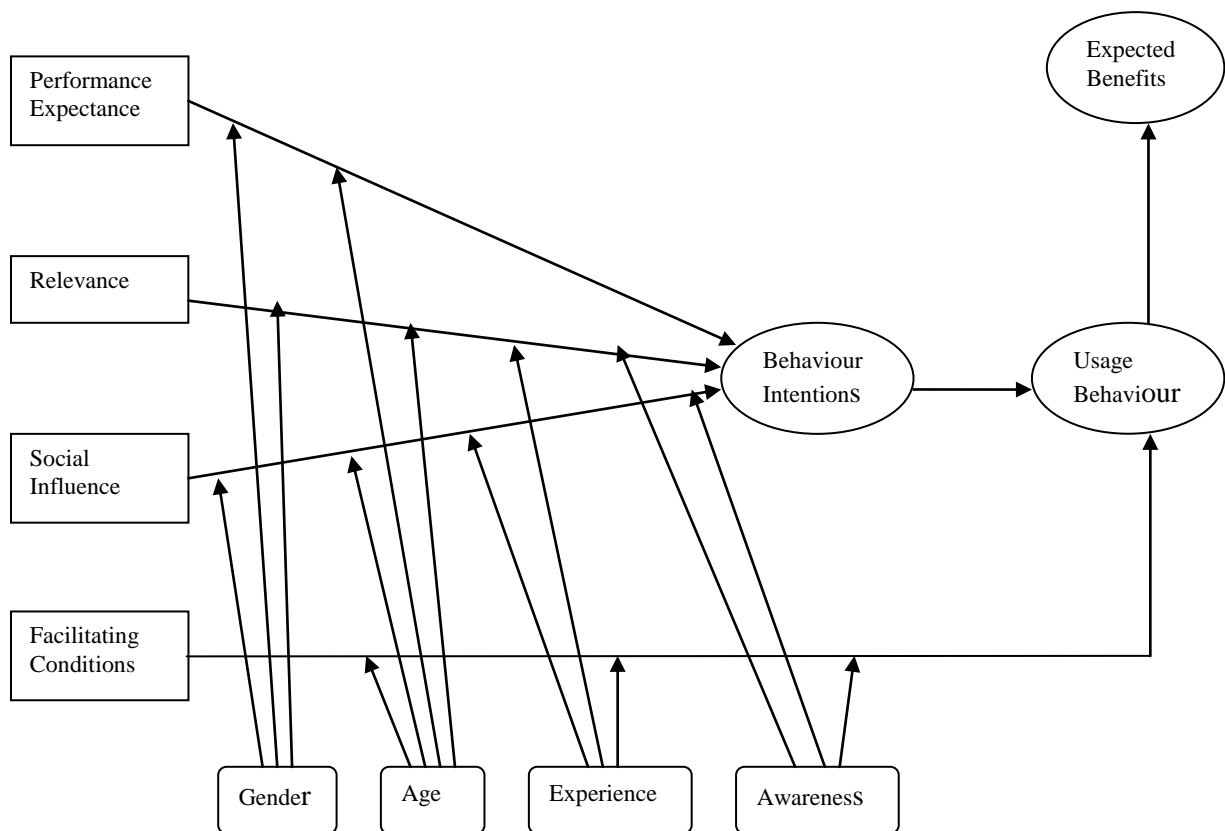 Performance
Expectance
Expected
Benefits
Relevance
Behaviour
Intentions
Usage
Behaviour
Social
Influence
Facilitating
Conditions
Gender
Age
Experience
Awareness